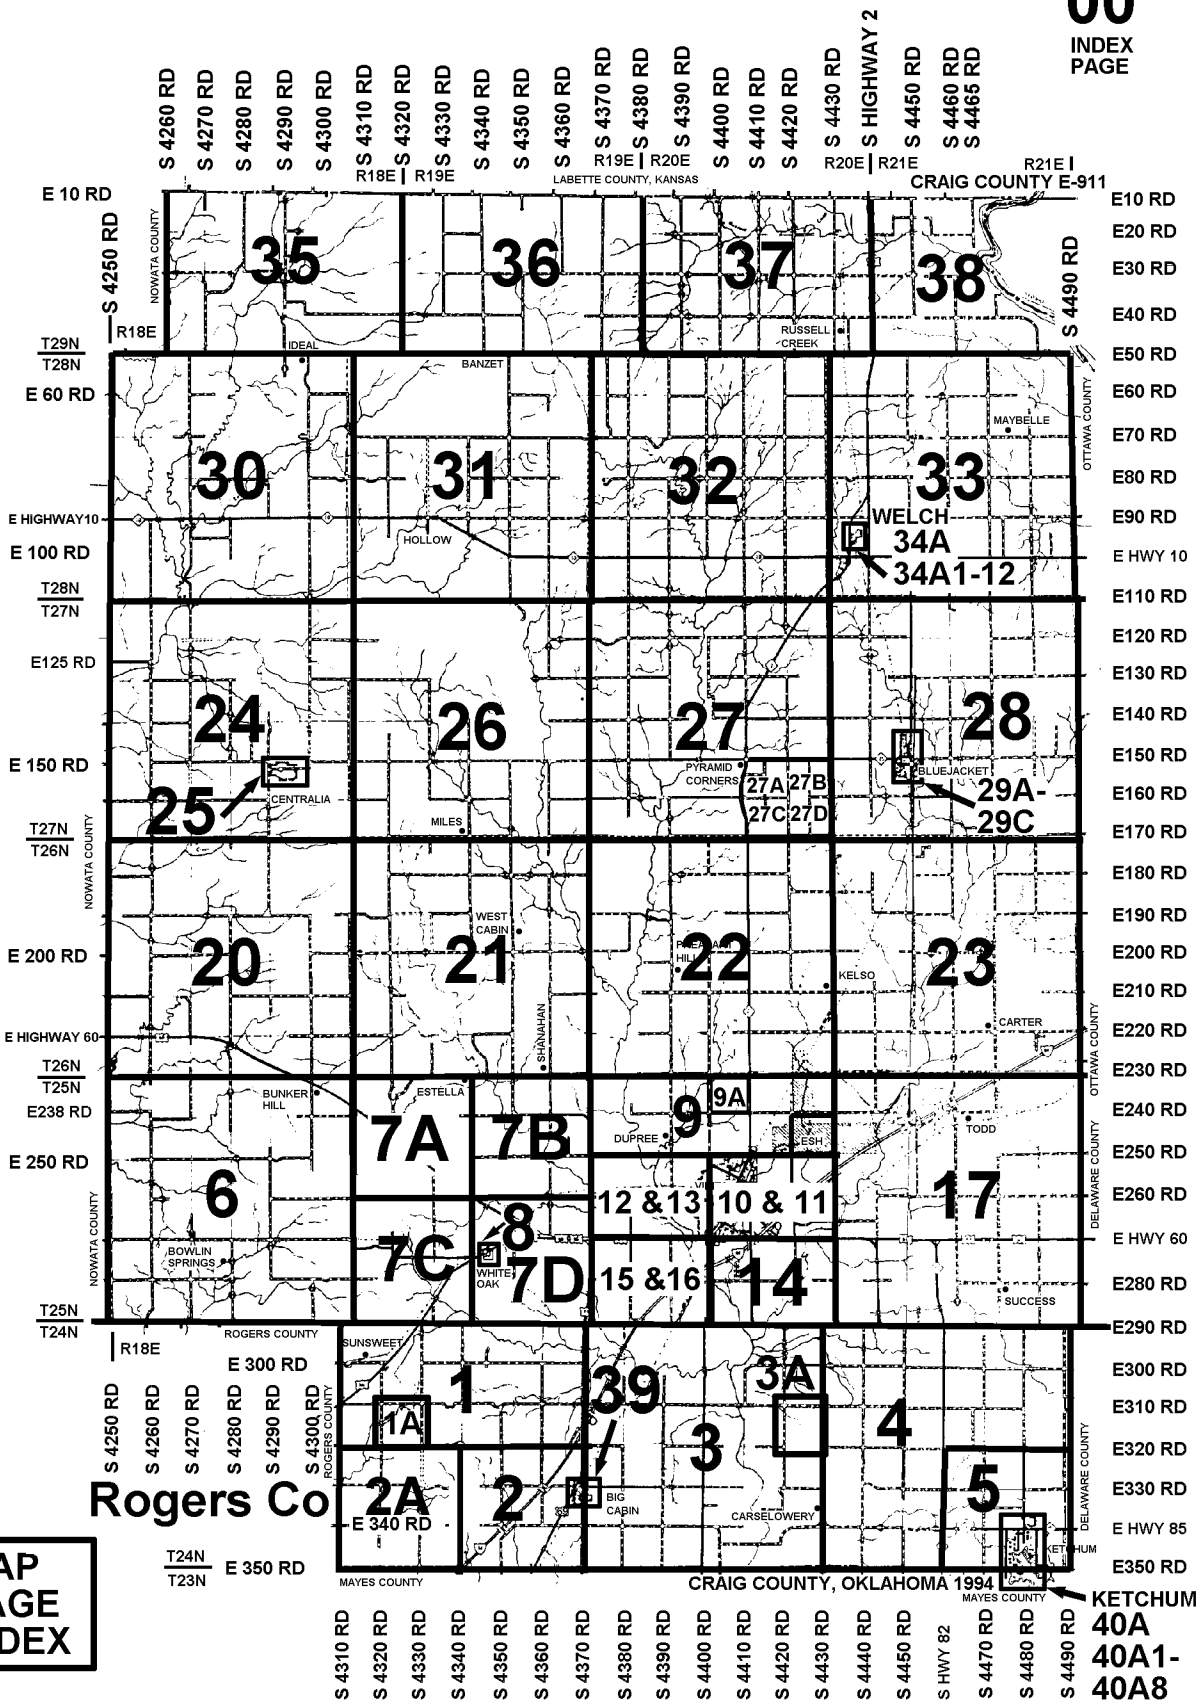 00
INDEX
PAGE
S 4260 RD
S 4270 RD
S 4280 RD
S 4290 RD
S 4300 RD
S 4310 RD
S 4320 RD
S 4330 RD
S 4340 RD
S 4350 RD
S 4360 RD
S 4370 RD
S 4380 RD
S 4390 RD
S 4400 RD
S 4410 RD
S 4420 RD
S 4430 RD
S HIGHWAY 2
S 4450 RD
S 4460 RD
S 4465 RD
R18E R19E
R19E R20E
R20E R21E
R21E
LABETTE COUNTY, KANSAS
CRAIG COUNTY E-911
E 10 RD
S 4250 RD
NOWATA COUNTY
35
36
37
38
S 4490 RD
E10 RD
E20 RD
E30 RD
E40 RD
E50 RD
R18E
IDEAL
RUSSELL
CREEK
T29N
T28N
E 60 RD
BANZET
MAYBELLE
OTTAWA COUNTY
E60 RD
E70 RD
E80 RD
E90 RD
E HWY 10
E110 RD
30
31
32
33
E HIGHWAY10
E 100 RD
HOLLOW
WELCH
34A
34A1-12
T28N
T27N
E125 RD
E120 RD
E130 RD
E140 RD
E150 RD
E160 RD
E170 RD
24
26
27
28
E 150 RD
25
CENTRALIA
MILES
PYRAMID
CORNERS
27A 27B
27C 27D
BLUEJACKET
29A-
29C
T27N
T26N
NOWATA COUNTY
E180 RD
E190 RD
E200 RD
E210 RD
E220 RD
E230 RD
WEST
CABIN
20
21
22
23
HILL
KELSO
CARTER
E 200 RD
E HIGHWAY 60
SHANAHAN
OTTAWA COUNTY
T26N
T25N
E238 RD
BUNKER
HILL
ESTELLA
7A
7B
9
9A
DUPREE
TODD
E240 RD
E250 RD
E260 RD
E HWY 60
E280 RD
E290 RD
E 250 RD
6
12 &13
10 & 11
17
DELAWARE COUNTY
NOWATA COUNTY
BOWLIN
SPRINGS
7C
8
7D
WHITE
OAK
15 &16
14
SUCCESS
T25N
T24N
R18E
ROGERS COUNTY
SUNSWEET
E 300 RD
S 4250 RD
S 4260 RD
S 4270 RD
S 4280 RD
S 4290 RD
S 4300 RD
ROGERS COUNTY
1
1A
39
3A
3
4
5
E300 RD
E310 RD
E320 RD
E330 RD
E HWY 85
E350 RD
DELAWARE COUNTY
Rogers Co
2A
2
E 340 RD
BIG
CABIN
CARSELOWERY
KETCHUM
T24N
T23N
E 350 RD
MAYES COUNTY
CRAIG COUNTY, OKLAHOMA 1994
MAYES COUNTY
AP
AGE
DEX
S 4310 RD
S 4320 RD
S 4330 RD
S 4340 RD
S 4350 RD
S 4360 RD
S 4370 RD
S 4380 RD
S 4390 RD
S 4400 RD
S 4410 RD
S 4430 RD
S 4440 RD
S 4450 RD
S HWY 82
S 4470 RD
S 4480 RD
S 4490 RD
KETCHUM
40A
40A1-
40A8